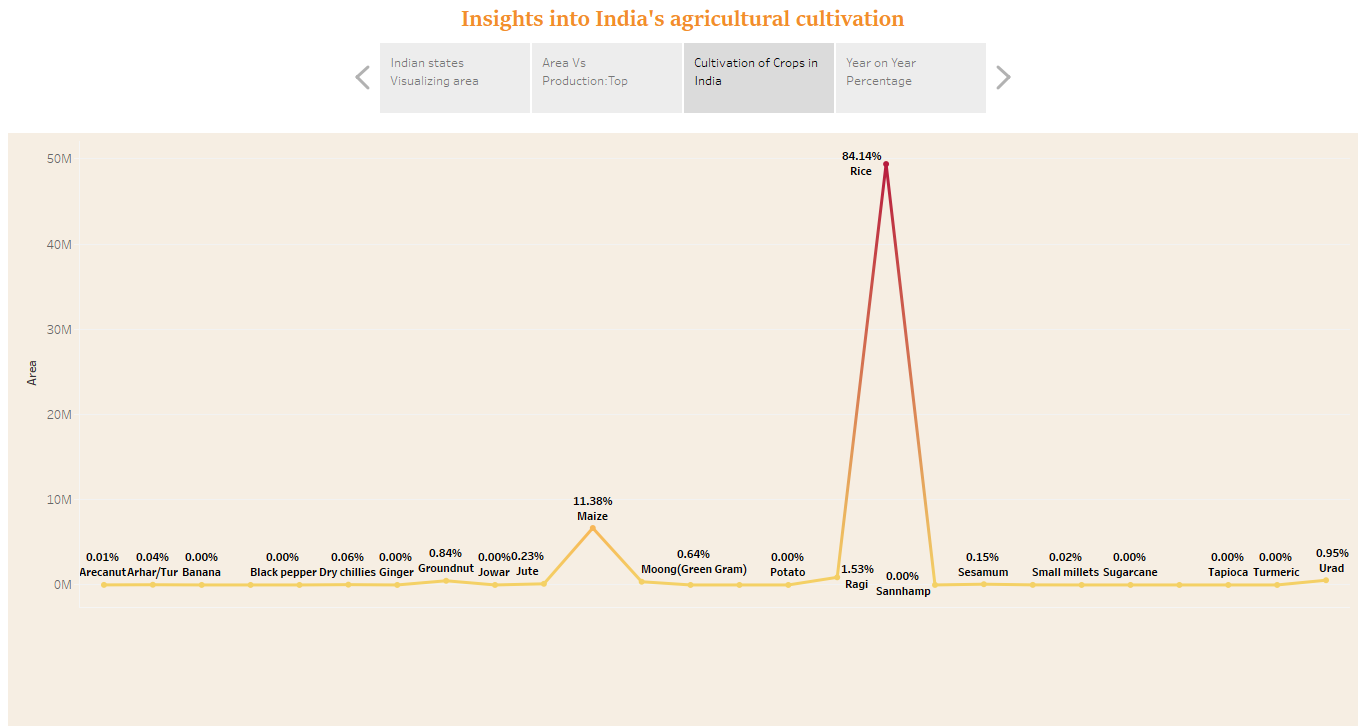 Insights into India's agricultural cultivation
Indian states
Visualizing area
Area Vs
Production:Top
Cultivation of Crops in
India
Year on Year
Percentage
50M
40M
30M
20M
10M
0M
Area
84.14%
Rice
11.38%
Maize
0.01%
Arecanut
0.04%
Arhar/Tur
0.00%
Banana
0.00%
Black pepper
0.06%
Dry chillies
0.00%
Ginger
0.84%
Groundnut
0.00%
Jowar
0.23%
Jute
0.64%
Moong(Green Gram)
0.00%
Potato
1.53%
Ragi
0.00%
Sannhamp
0.15%
Sesamum
0.02%
Small millets
0.00%
Sugarcane
0.00%
Tapioca
0.00%
Turmeric
0.95%
Urad